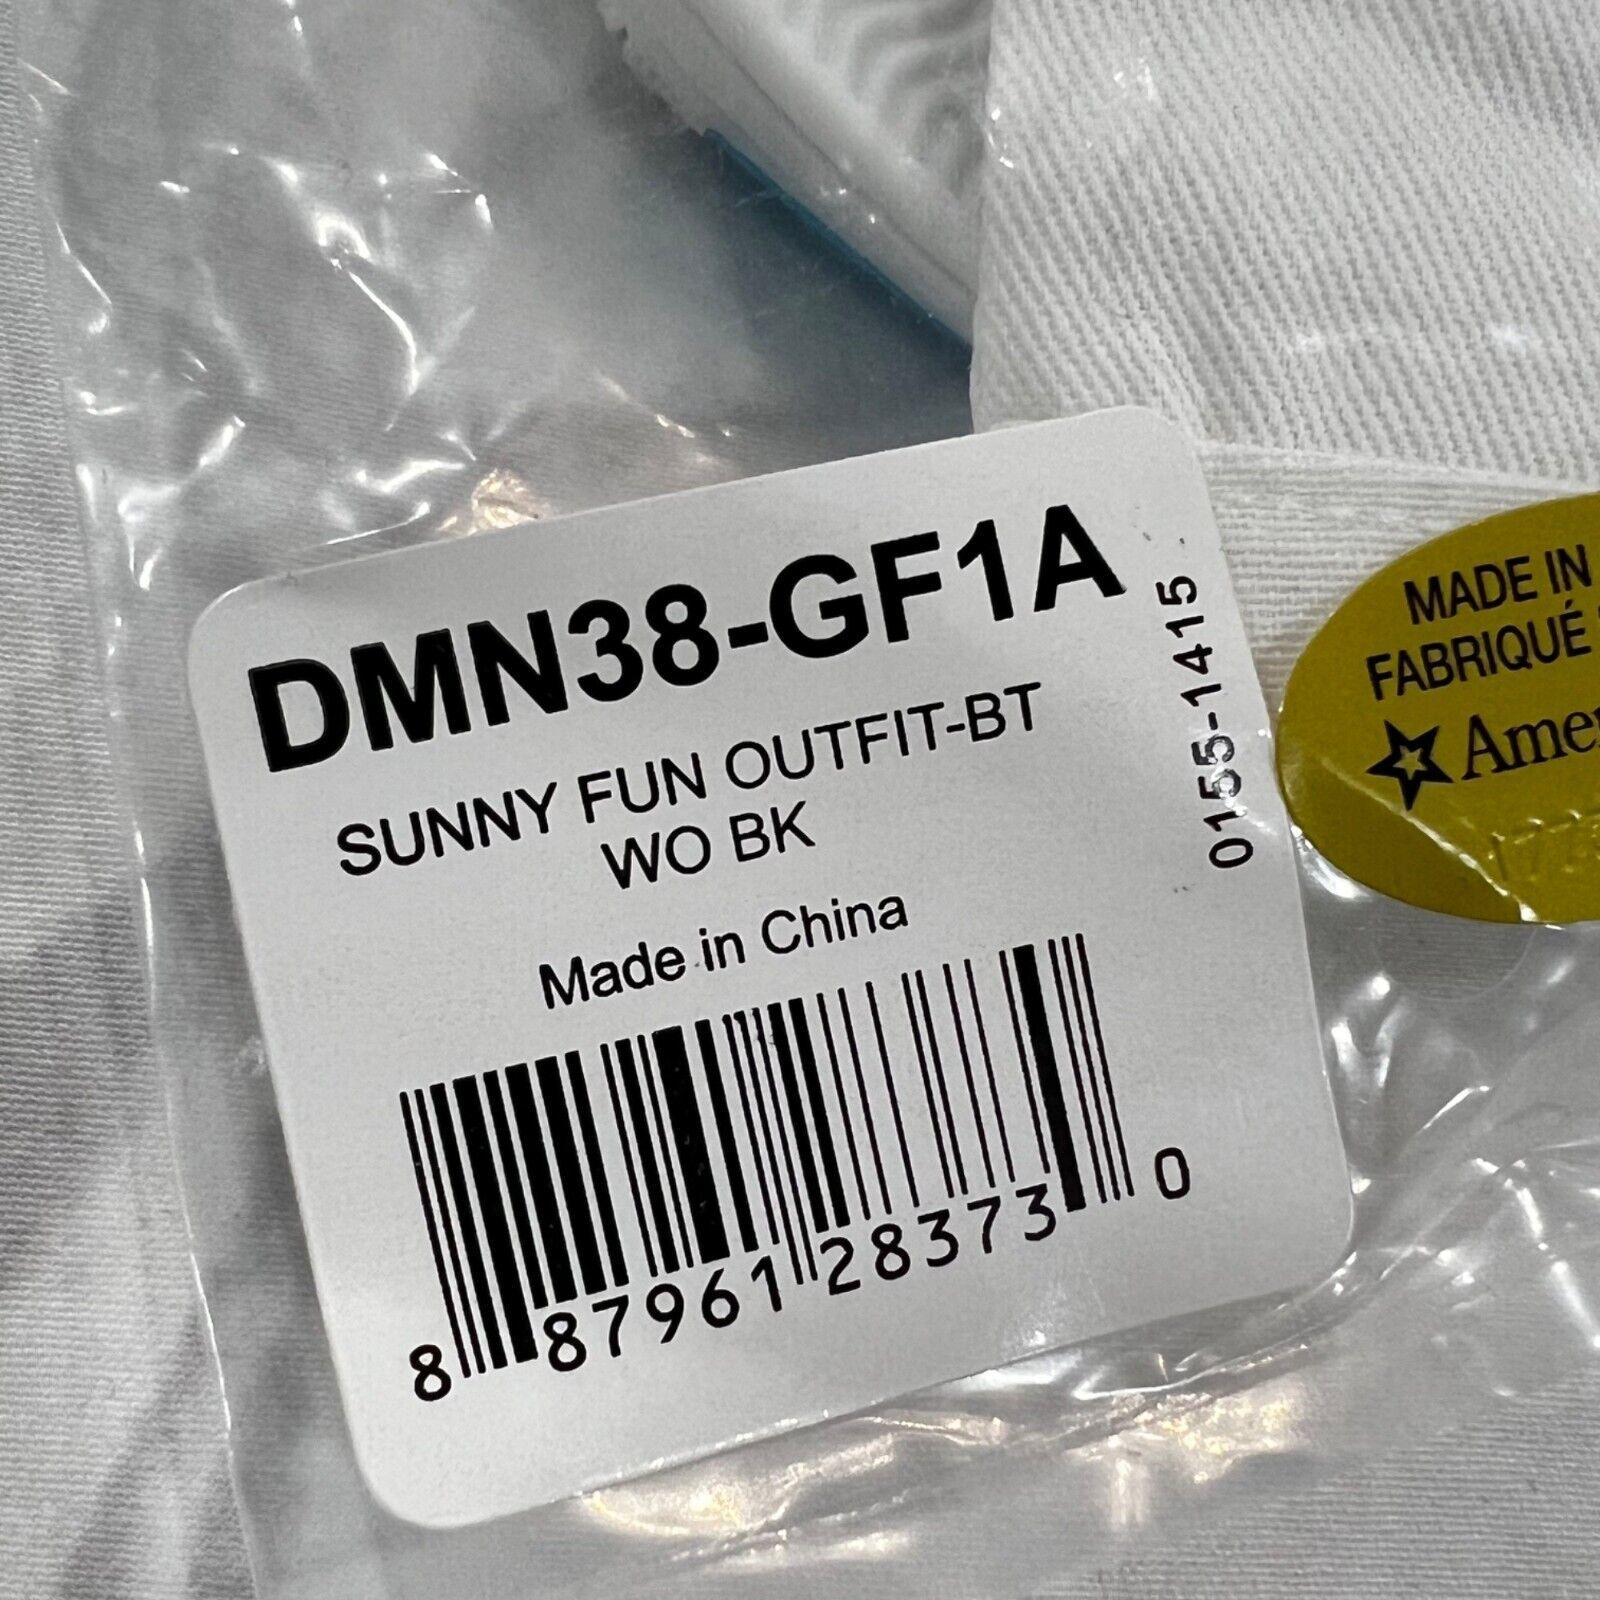 DMN38-GF1A
SUNNY FUN OUTFIT-BT
WO BK
Made in China
8 87961 28373 0
0155-1415
MADE IN
FABRIQUÉ